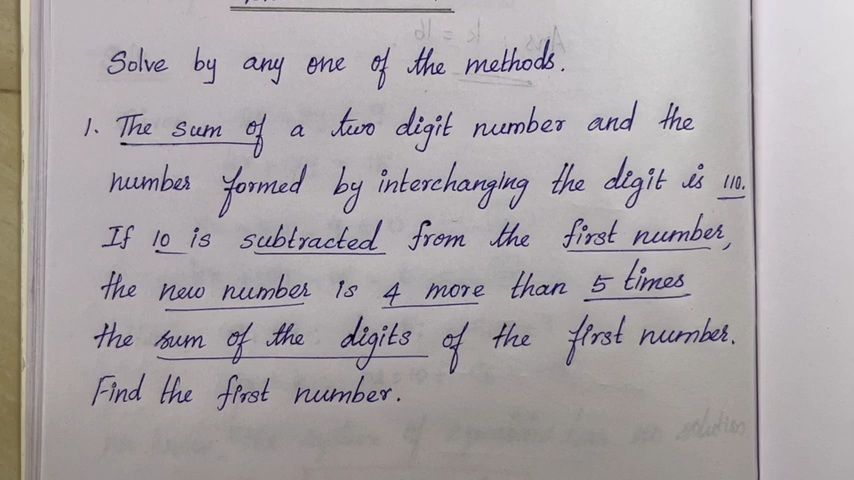 Solve by any one of the methods.
1. The sum of a two digit number and the
number formed by interchanging the digit is 110.
If 10 is subtracted from the first number,
the new number is 4 more than 5 times
the sum of the digits of the first number.
Find the first number.